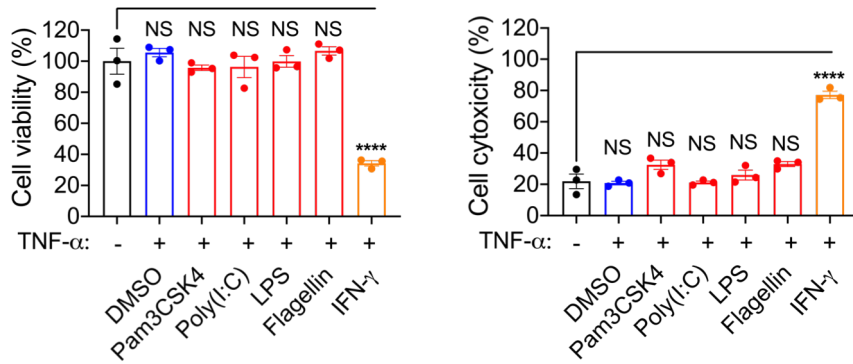 Cell viability (%)
120
100
80
60
40
20
0
NS
NS
NS
NS
NS
****
TNF-α: - + + + + + +
DMSO
Pam3CSK4
Poly(I:C)
LPS
Flagellin
IFN-γ
Cell cytoxicity (%)
120
100
80
60
40
20
0
NS
NS
NS
NS
NS
****
TNF-α: - + + + + + +
DMSO
Pam3CSK4
Poly(I:C)
LPS
Flagellin
IFN-γ